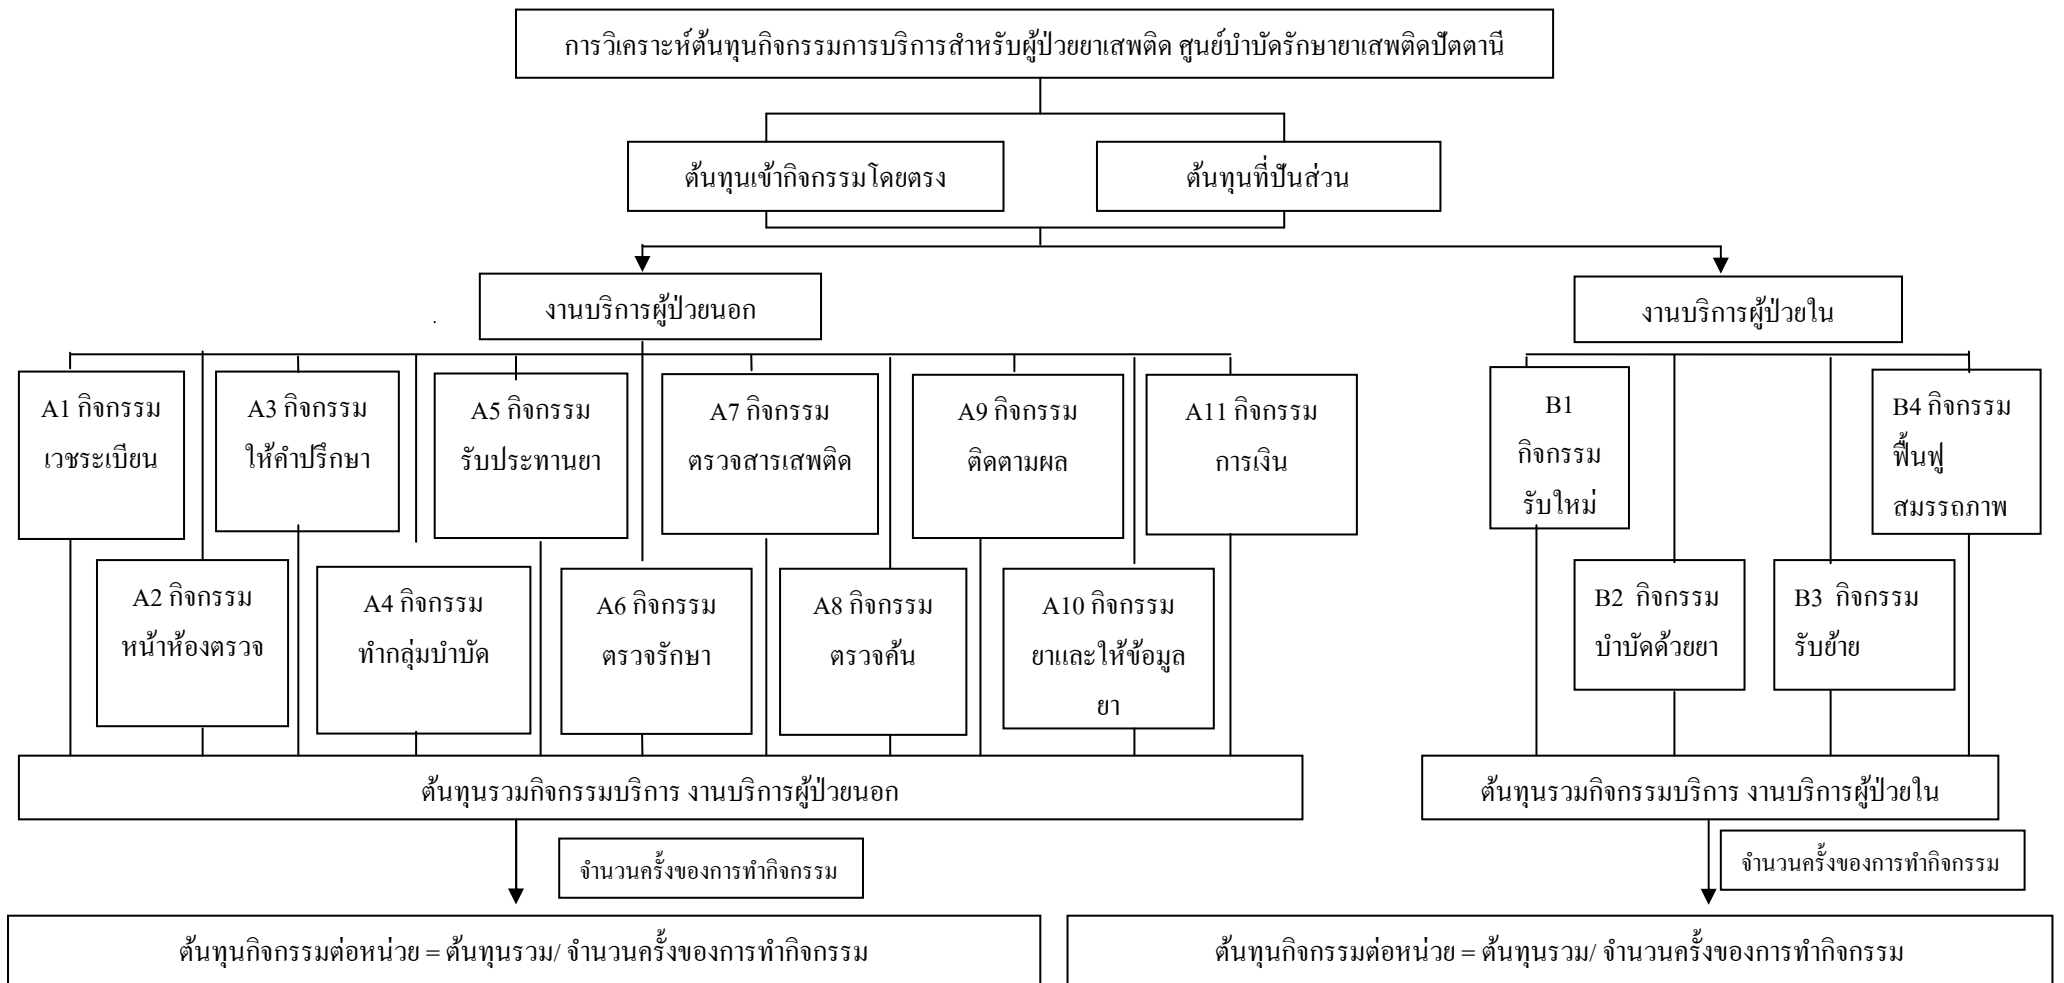 การวิเคราะห์ต้นทุนกิจกรรมการบริการสำหรับผู้ป่วยยาเสพติด ศูนย์บำบัดรักษายาเสพติดปัตตานี
ต้นทุนเข้ากิจกรรมโดยตรง
ต้นทุนที่ปันส่วน
งานบริการผู้ป่วยนอก
งานบริการผู้ป่วยใน
A1 กิจกรรม
เวชระเบียน
A3 กิจกรรม
ให้คำปรึกษา
A5 กิจกรรม
รับประทานยา
A7 กิจกรรม
ตรวจสารเสพติด
A9 กิจกรรม
ติดตามผล
A11 กิจกรรม
การเงิน
B1
กิจกรรม
รับใหม่
B4 กิจกรรม
ฟื้นฟู
สมรรถภาพ
A2 กิจกรรม
หน้าห้องตรวจ
A4 กิจกรรม
ทำกลุ่มบำบัด
A6 กิจกรรม
ตรวจรักษา
A8 กิจกรรม
ตรวจค้น
A10 กิจกรรม
ยาและให้ข้อมูล
ยา
B2 กิจกรรม
บำบัดด้วยยา
B3 กิจกรรม
รับย้าย
ต้นทุนรวมกิจกรรมบริการ งานบริการผู้ป่วยนอก
ต้นทุนรวมกิจกรรมบริการ งานบริการผู้ป่วยใน
จำนวนครั้งของการทำกิจกรรม
จำนวนครั้งของการทำกิจกรรม
ต้นทุนกิจกรรมต่อหน่วย = ต้นทุนรวม/ จำนวนครั้งของการทำกิจกรรม
ต้นทุนกิจกรรมต่อหน่วย = ต้นทุนรวม/ จำนวนครั้งของการทำกิจกรรม